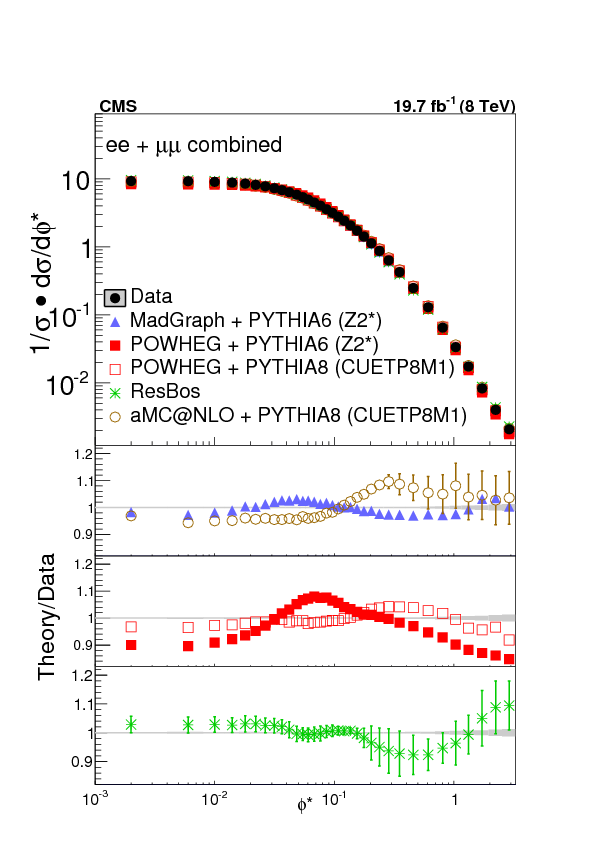 CMS 19.7 fb⁻¹ (8 TeV)
ee + μμ combined
1/σ • dσ/dφ*
10
1
10⁻¹
10⁻²
Data
MadGraph + PYTHIA6 (Z2*)
POWHEG + PYTHIA6 (Z2*)
POWHEG + PYTHIA8 (CUETP8M1)
ResBos
aMC@NLO + PYTHIA8 (CUETP8M1)
Theory/Data
1.2
1.1
1
0.9
1.2
1.1
1
0.9
1.2
1.1
1
0.9
10⁻³ 10⁻² 10⁻¹ 1
φ*